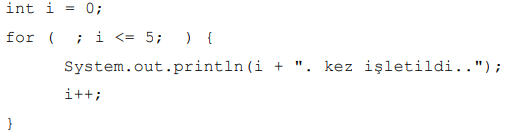 int i = 0;
for (  ; i <= 5;  ) {
System.out.println(i + ". kez işletildi..");
i++;
}